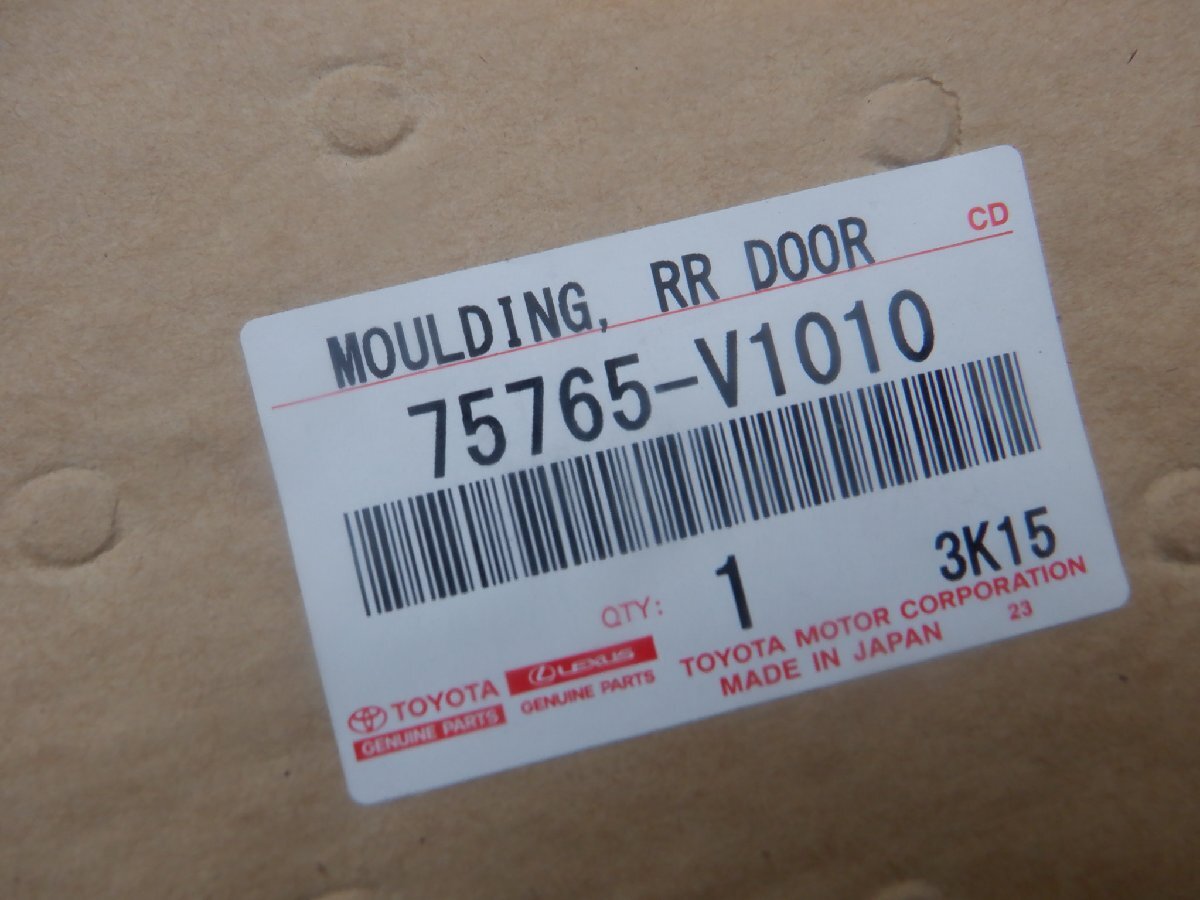 CD
MOULDING, RR DOOR
75765-V1010
QTY: 1 3K15
TOYOTA LEXUS TOYOTA MOTOR CORPORATION
GENUINE PARTS GENUINE PARTS MADE IN JAPAN 23